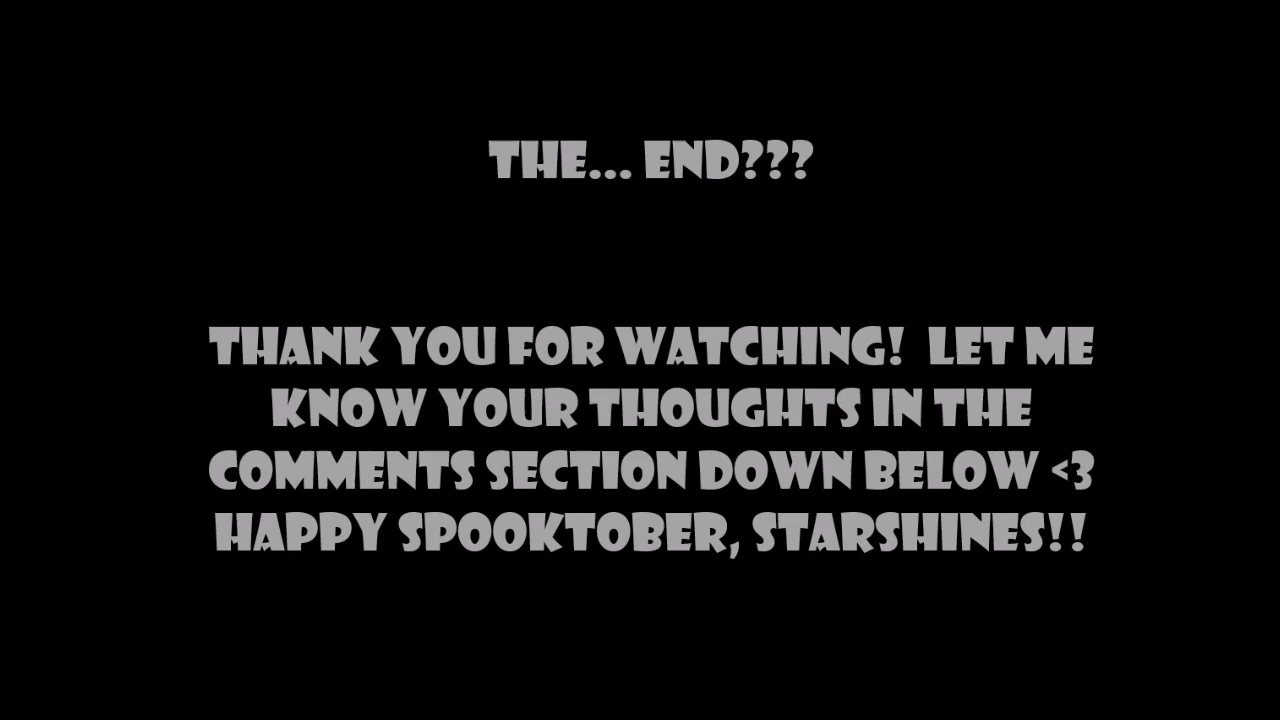 THE... END???
THANK YOU FOR WATCHING!  LET ME
KNOW YOUR THOUGHTS IN THE
COMMENTS SECTION DOWN BELOW <3
HAPPY SPOOKTOBER, STARSHINES!!